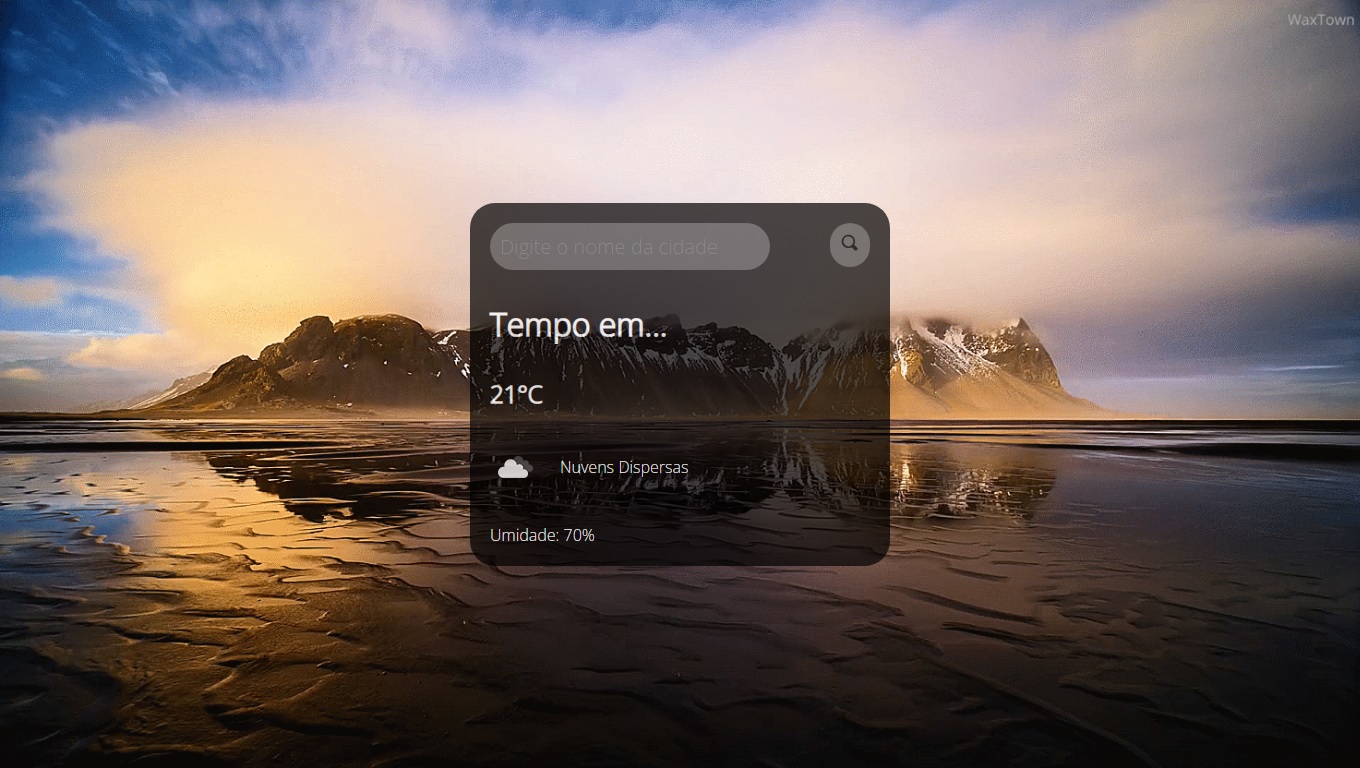 WaxTown
Digite o nome da cidade
Tempo em...
21°C
Nuvens Dispersas
Umidade: 70%